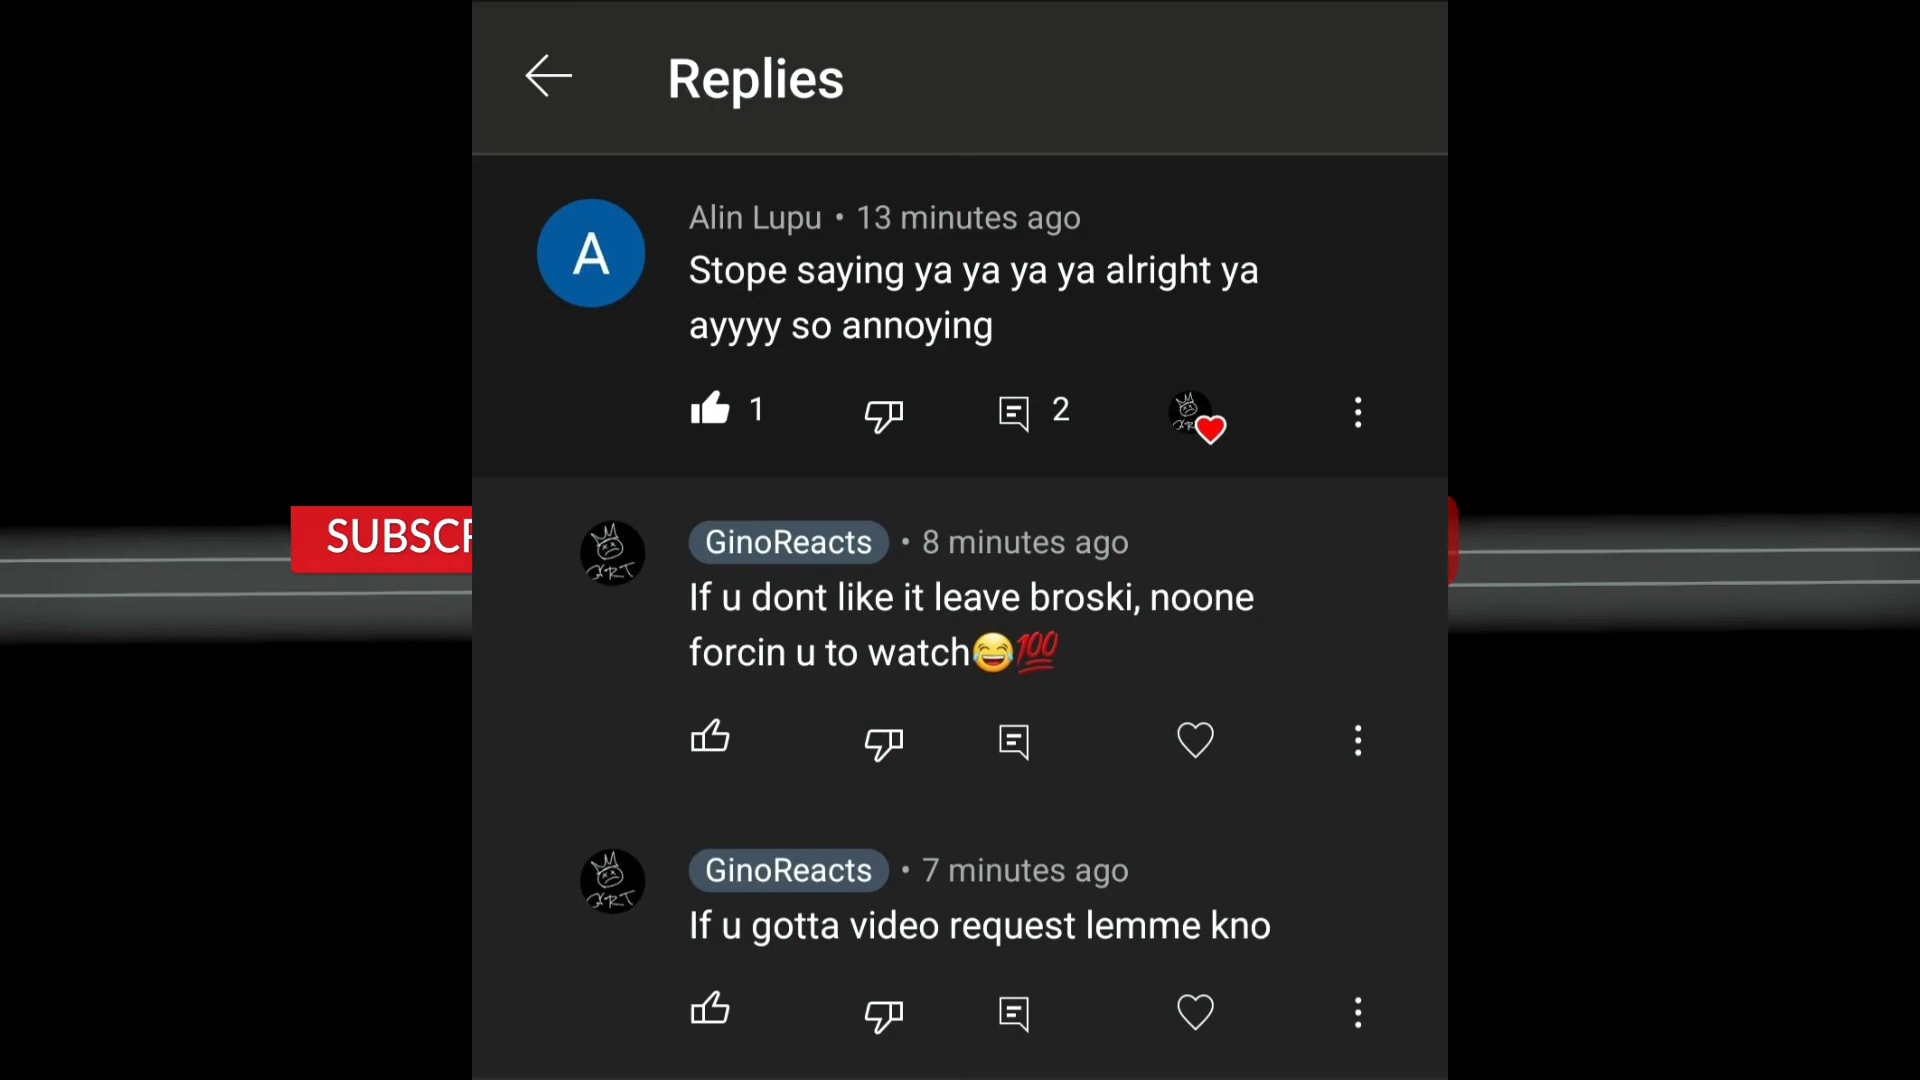 Replies
Alin Lupu • 13 minutes ago
Stope saying ya ya ya ya alright ya
ayyyy so annoying
1 2
SUBSCR
GinoReacts • 8 minutes ago
If u dont like it leave broski, noone
forcin u to watch😂💯
GinoReacts • 7 minutes ago
If u gotta video request lemme kno